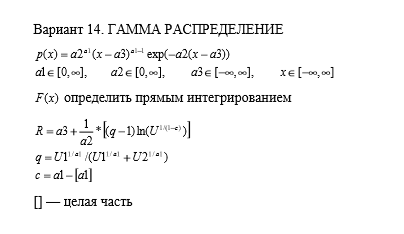 Вариант 14. ГАММА РАСПРЕДЕЛЕНИЕ
p(x) = a2^{a1}(x − a3)^{a1−1} exp(−a2(x − a3))
a1 ∈ [0,∞], a2 ∈ [0,∞], a3 ∈ [−∞,∞], x ∈ [−∞,∞]
F(x) определить прямым интегрированием
R = a3 + \frac{1}{a2} * [(q − 1) ln(U^{1/(1−c)})]
q = U1^{1/a1} /(U1^{1/a1} + U2^{1/a1})
c = a1 − [a1]
[] — целая часть